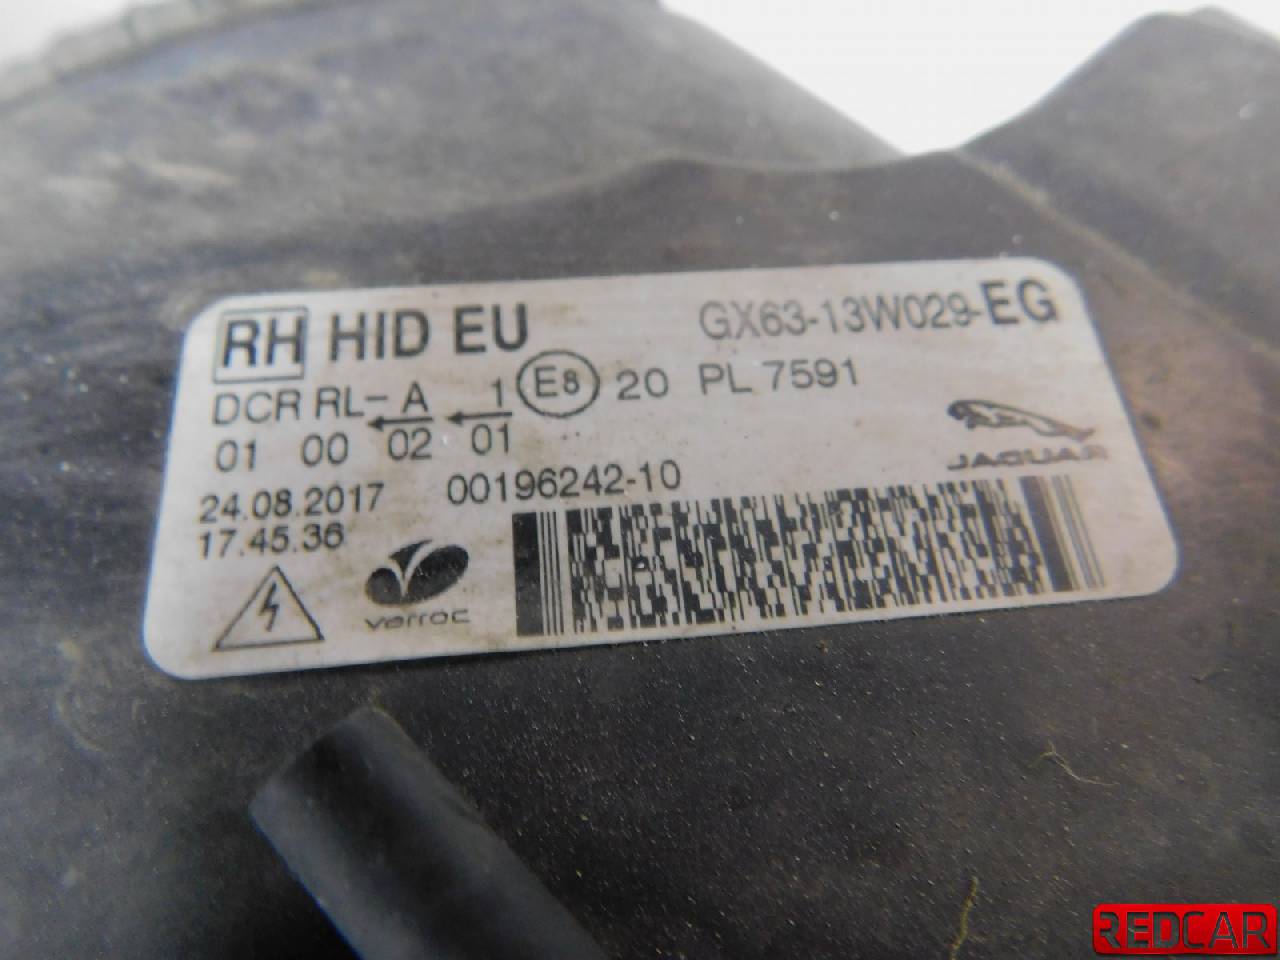 RH HID EU GX63-13W029-EG
DCR RL-A 1 E8 20 PL 7591
01 00 02 01
JAGUAR
24.08.2017 00196242-10
17.45.36
varroc
REDCAR